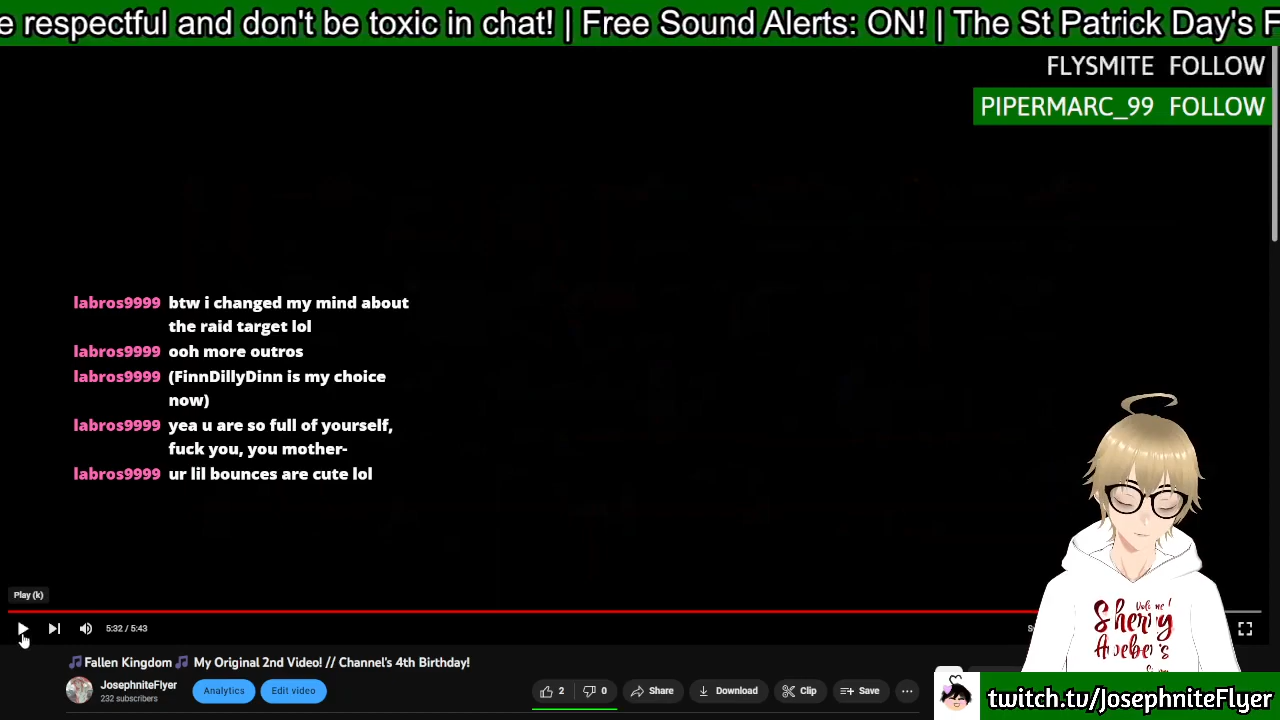 e respectful and don't be toxic in chat! | Free Sound Alerts: ON! | The St Patrick Day's F
FLYSMITE FOLLOW
PIPERMARC_99 FOLLOW
labros9999 btw i changed my mind about
the raid target lol
labros9999 ooh more outros
labros9999 (FinnDillyDinn is my choice
now)
labros9999 yea u are so full of yourself,
fuck you, you mother-
labros9999 ur lil bounces are cute lol
Play (k)
5:32 / 5:43
🎵Fallen Kingdom🎵 My Original 2nd Video! // Channel's 4th Birthday!
JosephniteFlyer
232 subscribers
Analytics
Edit video
2
0
Share
Download
Clip
Save
Sherry
twitch.tv/JosephniteFlyer